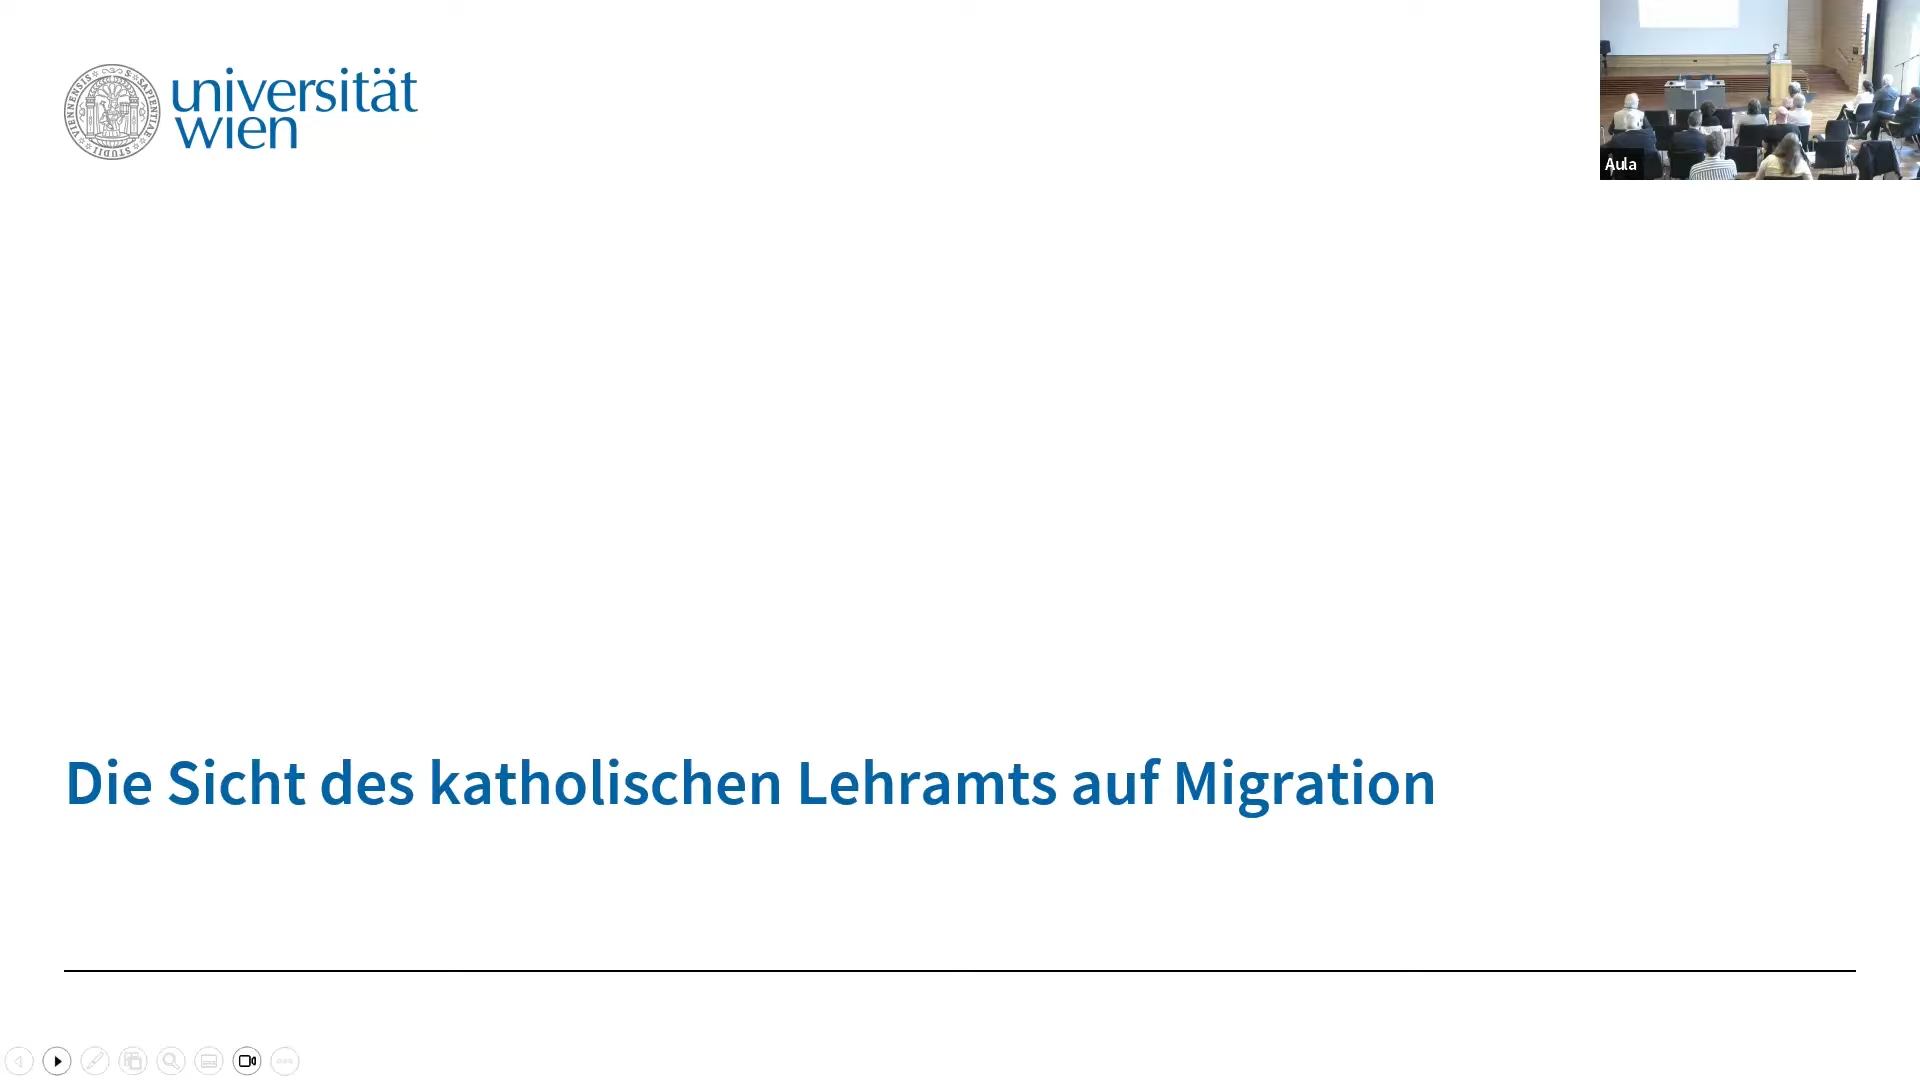 universität
wien
Aula
Die Sicht des katholischen Lehramts auf Migration